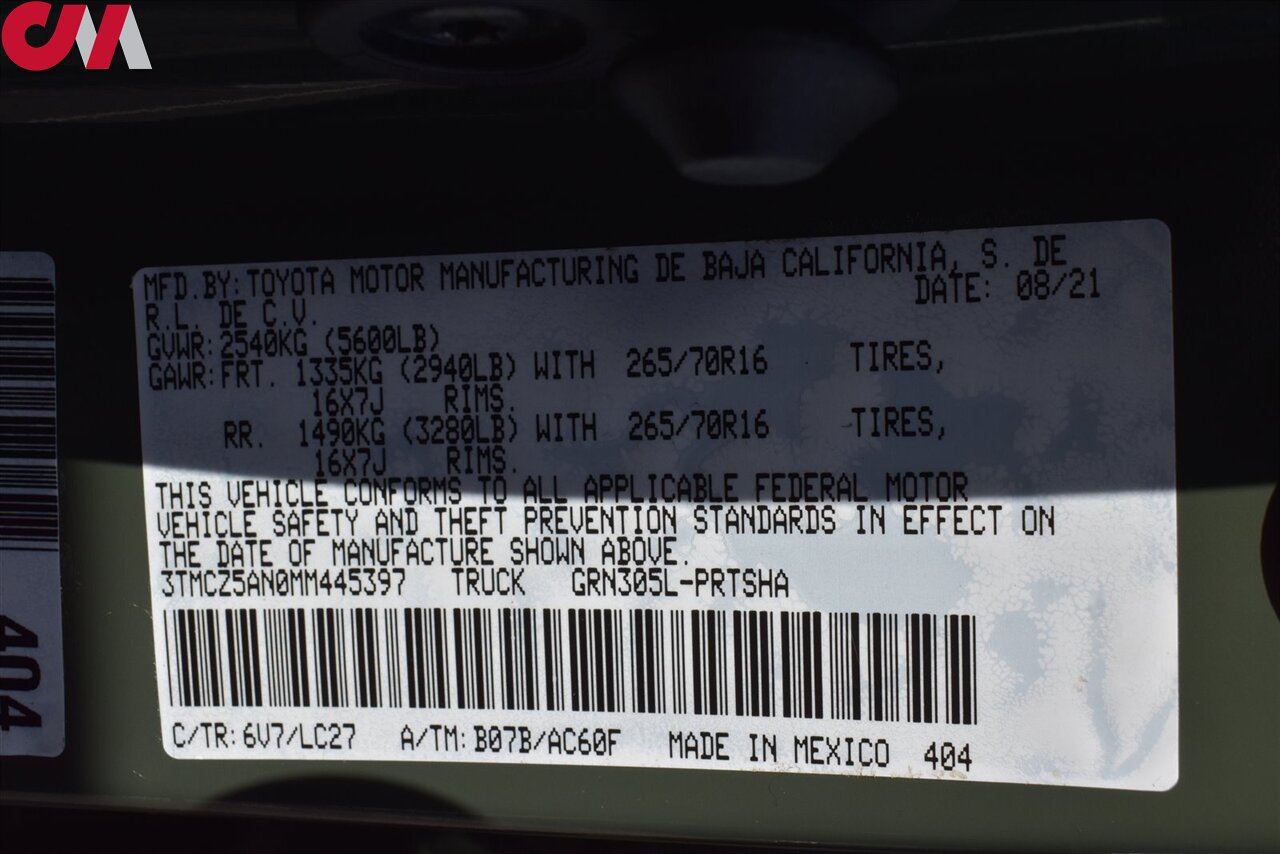 CM
MFD.BY: TOYOTA MOTOR MANUFACTURING DE BAJA CALIFORNIA, S. DE
R.L. DE C.V. DATE: 08/21
GVWR: 2540KG (5600LB)
GAWR: FRT. 1335KG (2940LB) WITH 265/70R16 TIRES,
16X7J RIMS.
RR. 1490KG (3280LB) WITH 265/70R16 TIRES,
16X7J RIMS.
THIS VEHICLE CONFORMS TO ALL APPLICABLE FEDERAL MOTOR
VEHICLE SAFETY AND THEFT PREVENTION STANDARDS IN EFFECT ON
THE DATE OF MANUFACTURE SHOWN ABOVE.
3TMCZ5AN0MM445397 TRUCK GRN305L-PRTSHA
C/TR: 6V7/LC27 A/TM: B07B/AC60F MADE IN MEXICO 404
404